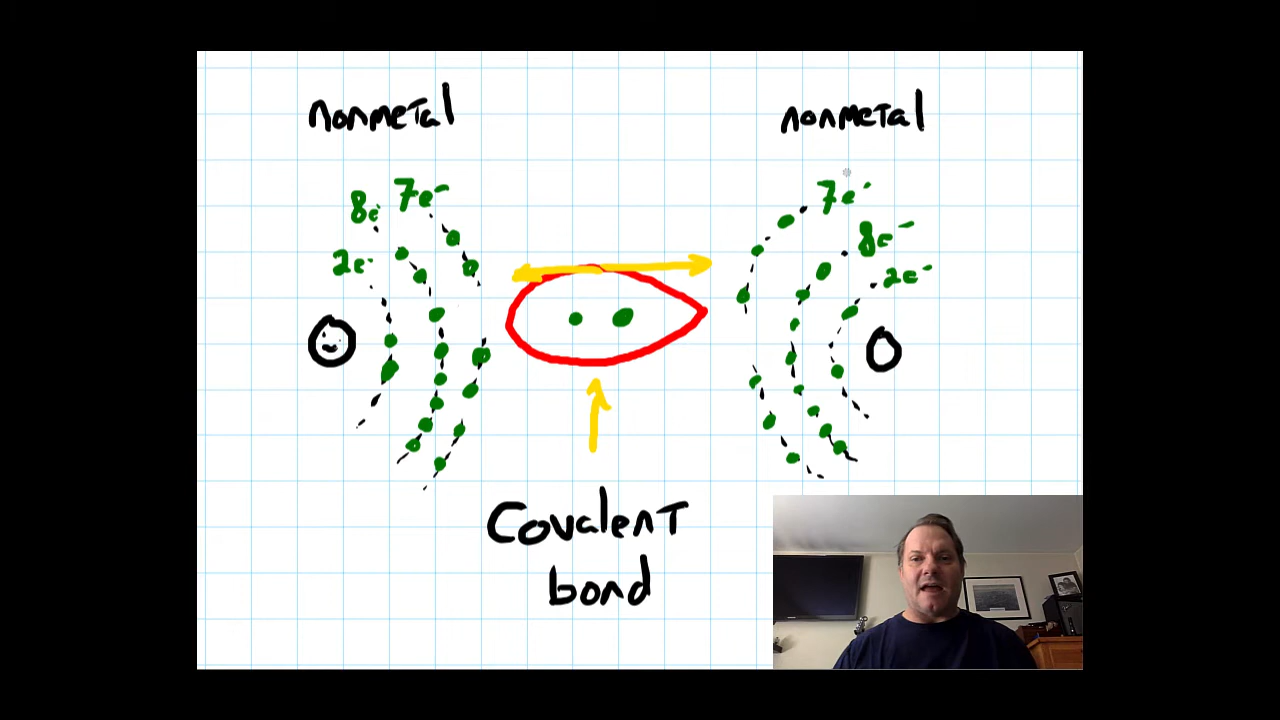 nonmetal
nonmetal
8e⁻ 7e⁻
2e⁻
7e⁻
8e⁻
2e⁻
Covalent
bond